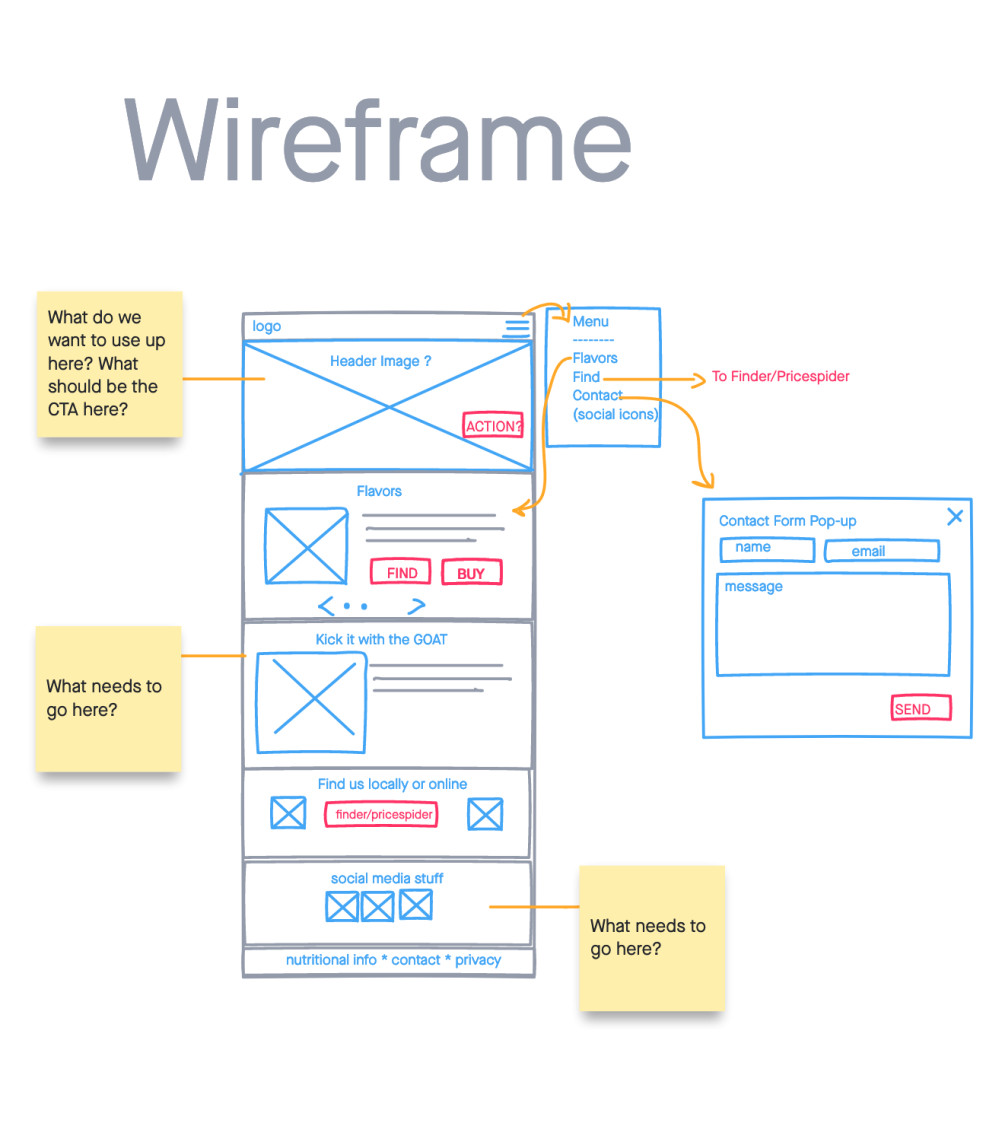 Wireframe
What do we
want to use up
here? What
should be the
CTA here?
logo
Header Image ?
ACTION?
Menu
--------
Flavors
Find
Contact
(social icons)
To Finder/Pricespider
Flavors
FIND
BUY
Contact Form Pop-up
name
email
message
SEND
What needs to
go here?
Kick it with the GOAT
Find us locally or online
finder/pricespider
social media stuff
What needs to
go here?
nutritional info * contact * privacy